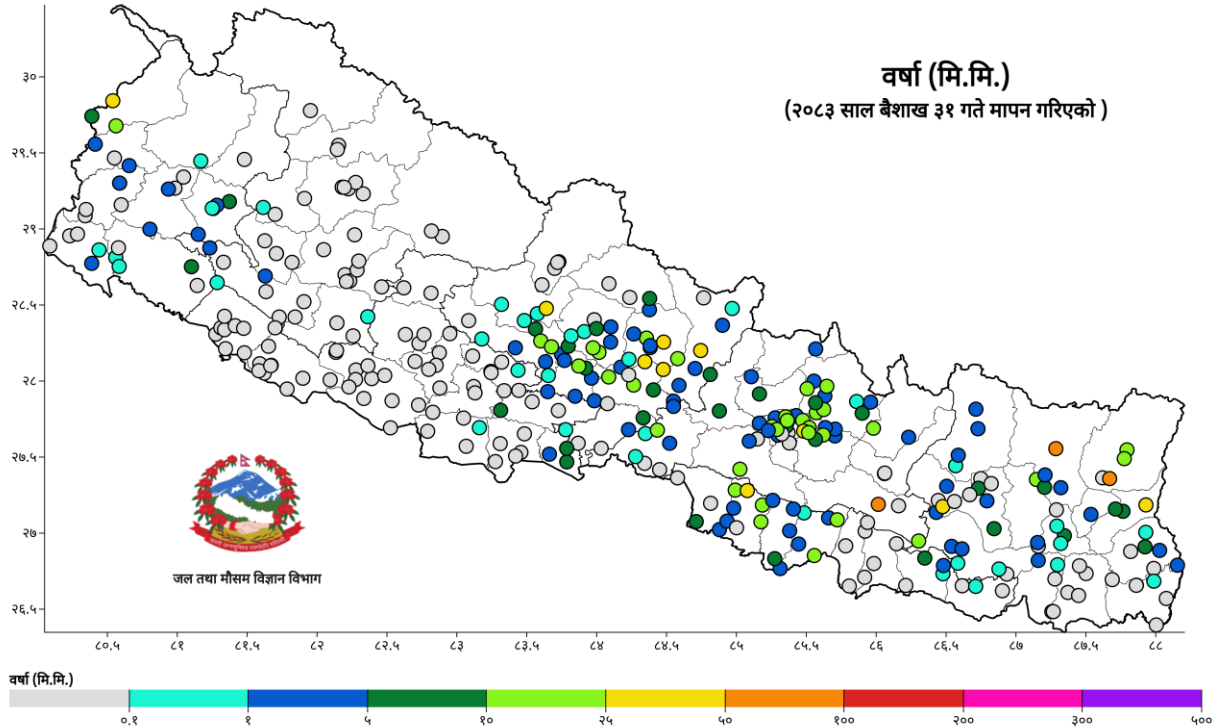 वर्षा (मि.मि.)
(२०८३ साल बैशाख ३१ गते मापन गरिएको )
३०
२९.५
२९
२८.५
२८
२७.५
२७
२६.५
जल तथा मौसम विज्ञान विभाग
८०.५ ८१ ८१.५ ८२ ८२.५ ८३ ८३.५ ८४ ८४.५ ८५ ८५.५ ८६ ८६.५ ८७ ८७.५ ८८
वर्षा (मि.मि.)
०.१ १ ५ १० २५ ५० १०० २०० ३०० ५००